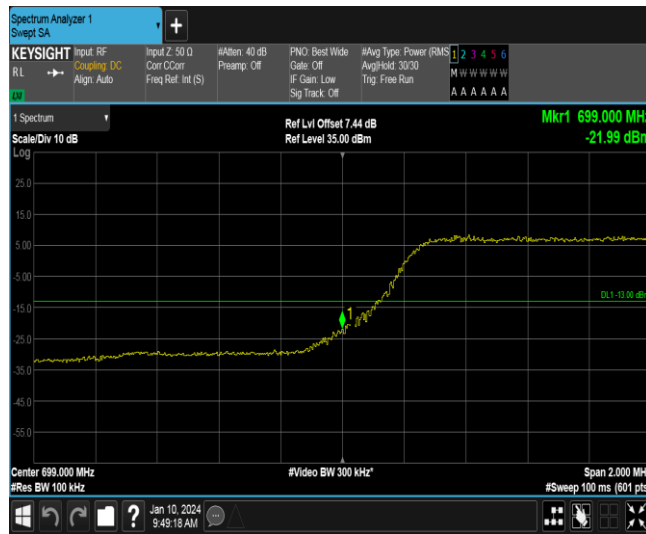 Spectrum Analyzer 1
Swept SA
KEYSIGHT
RL
Input: RF
Coupling: DC
Align: Auto
Input Z: 50 Ω
Corr CCorr
Freq Ref: Int (S)
#Atten: 40 dB
Preamp: Off
PNO: Best Wide
Gate: Off
IF Gain: Low
Sig Track: Off
#Avg Type: Power (RMS
Avg|Hold: 30/30
Trig: Free Run
1 2 3 4 5 6
M W W W W W
A A A A A A
1 Spectrum
Scale/Div 10 dB
Log
Ref Lvl Offset 7.44 dB
Ref Level 35.00 dBm
Mkr1 699.000 MH
-21.99 dBm
25.0
15.0
5.00
-5.00
-15.0
-25.0
-35.0
-45.0
-55.0
1
DL1 -13.00 dBm
Center 699.000 MHz
#Res BW 100 kHz
#Video BW 300 kHz*
Span 2.000 MH
#Sweep 100 ms (601 pts
?
Jan 10, 2024
9:49:18 AM